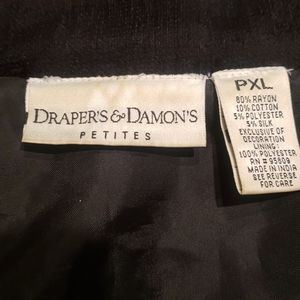 DRAPER'S & DAMON'S
PETITES
PXL
80% RAYON
10% COTTON
5% POLYESTER
5% SILK
EXCLUSIVE OF
DECORATION
LINING:
100% POLYESTER
RN # 95809
MADE IN INDIA
SEE REVERSE
FOR CARE